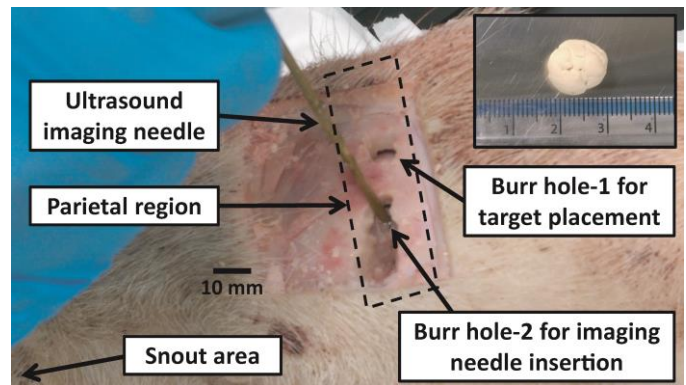 Ultrasound
imaging needle
Parietal region
10 mm
Snout area
1 2 3 4
Burr hole-1 for
target placement
Burr hole-2 for imaging
needle insertion